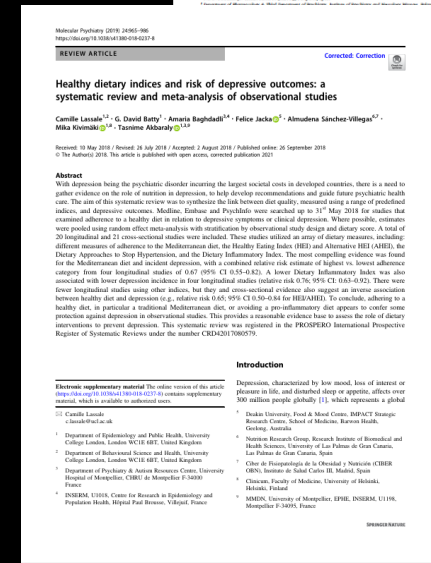 Molecular Psychiatry (2019) 24:965–986
https://doi.org/10.1038/s41380-018-0237-8
REVIEW ARTICLE
Corrected: Correction
Healthy dietary indices and risk of depressive outcomes: a
systematic review and meta-analysis of observational studies
Camille Lassale1,2 · G. David Batty1 · Amaria Baghdadli3,4 · Felice Jacka5 · Almudena Sánchez-Villegas6,7 ·
Mika Kivimäki1,8 · Tasnime Akbaraly1,3,9
Received: 10 May 2018 / Revised: 26 July 2018 / Accepted: 2 August 2018 / Published online: 26 September 2018
© The Author(s) 2018. This article is published with open access, corrected publication 2021
Abstract
With depression being the psychiatric disorder incurring the largest societal costs in developed countries, there is a need to
gather evidence on the role of nutrition in depression, to help develop recommendations and guide future psychiatric health
care. The aim of this systematic review was to synthesize the link between diet quality, measured using a range of predefined
indices, and depressive outcomes. Medline, Embase and PsychInfo were searched up to 31st May 2018 for studies that
examined adherence to a healthy diet in relation to depressive symptoms or clinical depression. Where possible, estimates
were pooled using random effect meta-analysis with stratification by observational study design and dietary score. A total of
20 longitudinal and 21 cross-sectional studies were included. These studies utilized an array of dietary measures, including:
different measures of adherence to the Mediterranean diet, the Healthy Eating Index (HEI) and Alternative HEI (AHEI), the
Dietary Approaches to Stop Hypertension, and the Dietary Inflammatory Index. The most compelling evidence was found
for the Mediterranean diet and incident depression, with a combined relative risk estimate of highest vs. lowest adherence
category from four longitudinal studies of 0.67 (95% CI 0.55–0.82). A lower Dietary Inflammatory Index was also
associated with lower depression incidence in four longitudinal studies (relative risk 0.76; 95% CI: 0.63–0.92). There were
fewer longitudinal studies using other indices, but they and cross-sectional evidence also suggest an inverse association
between healthy diet and depression (e.g., relative risk 0.65; 95% CI 0.50–0.84 for HEI/AHEI). To conclude, adhering to a
healthy diet, in particular a traditional Mediterranean diet, or avoiding a pro-inflammatory diet appears to confer some
protection against depression in observational studies. This provides a reasonable evidence base to assess the role of dietary
interventions to prevent depression. This systematic review was registered in the PROSPERO International Prospective
Register of Systematic Reviews under the number CRD42017080579.
Electronic supplementary material The online version of this article
(https://doi.org/10.1038/s41380-018-0237-8) contains supplementary
material, which is available to authorized users.
Camille Lassale
c.lassale@ucl.ac.uk
1 Department of Epidemiology and Public Health, University
College London, London WC1E 6BT, United Kingdom
2 Department of Behavioural Science and Health, University
College London, London WC1E 6BT, United Kingdom
3 Department of Psychiatry & Autism Resources Centre, University
Hospital of Montpellier, CHRU de Montpellier F-34000
France
4 INSERM, U1018, Centre for Research in Epidemiology and
Population Health, Hôpital Paul Brousse, Villejuif, France
Introduction
Depression, characterized by low mood, loss of interest or
pleasure in life, and disturbed sleep or appetite, affects over
300 million people globally [1], which represents a global
5 Deakin University, Food & Mood Centre, IMPACT Strategic
Research Centre, School of Medicine, Barwon Health,
Geelong, Australia
6 Nutrition Research Group, Research Institute of Biomedical and
Health Sciences, University of Las Palmas de Gran Canaria,
Las Palmas de Gran Canaria, Spain
7 Ciber de Fisiopatología de la Obesidad y Nutrición (CIBER
OBN), Instituto de Salud Carlos III, Madrid, Spain
8 Clinicum, Faculty of Medicine, University of Helsinki,
Helsinki, Finland
9 MMDN, University of Montpellier, EPHE, INSERM, U1198,
Montpellier F-34095, France
SPRINGER NATURE